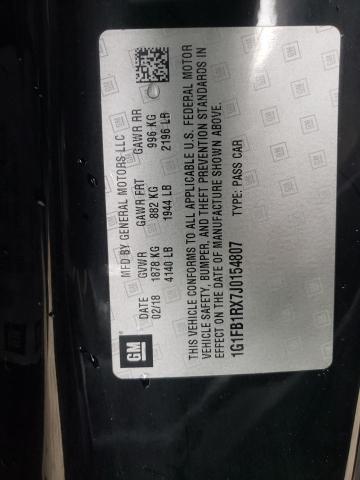 GM
MFD BY GENERAL MOTORS LLC
DATE GVWR GAWR FRT GAWR RR
02/18 1878 KG 882 KG 996 KG
4140 LB 1944 LB 2196 LB
THIS VEHICLE CONFORMS TO ALL APPLICABLE U.S. FEDERAL MOTOR
VEHICLE SAFETY, BUMPER, AND THEFT PREVENTION STANDARDS IN
EFFECT ON THE DATE OF MANUFACTURE SHOWN ABOVE.
1G1FB1RX7J0154807 TYPE: PASS CAR